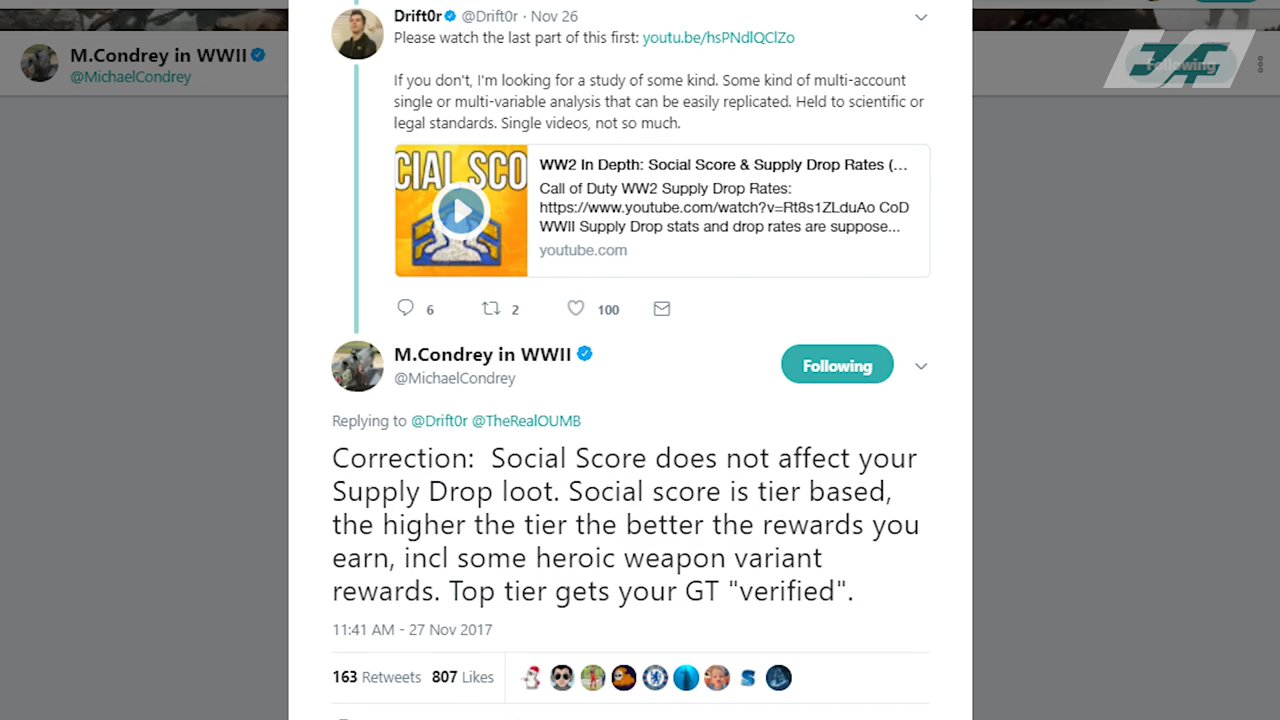 Drift0r @Drift0r · Nov 26
Please watch the last part of this first: youtu.be/hsPNdlQClZo
M.Condrey in WWII
@MichaelCondrey
Following
If you don't, I'm looking for a study of some kind. Some kind of multi-account
single or multi-variable analysis that can be easily replicated. Held to scientific or
legal standards. Single videos, not so much.
CIAL SCO
WW2 In Depth: Social Score & Supply Drop Rates (...
Call of Duty WW2 Supply Drop Rates:
https://www.youtube.com/watch?v=Rt8s1ZLduAo CoD
WWII Supply Drop stats and drop rates are suppose...
youtube.com
6 2 100
M.Condrey in WWII
@MichaelCondrey
Following
Replying to @Drift0r @TheRealOUMB
Correction:  Social Score does not affect your
Supply Drop loot. Social score is tier based,
the higher the tier the better the rewards you
earn, incl some heroic weapon variant
rewards. Top tier gets your GT "verified".
11:41 AM - 27 Nov 2017
163 Retweets 807 Likes